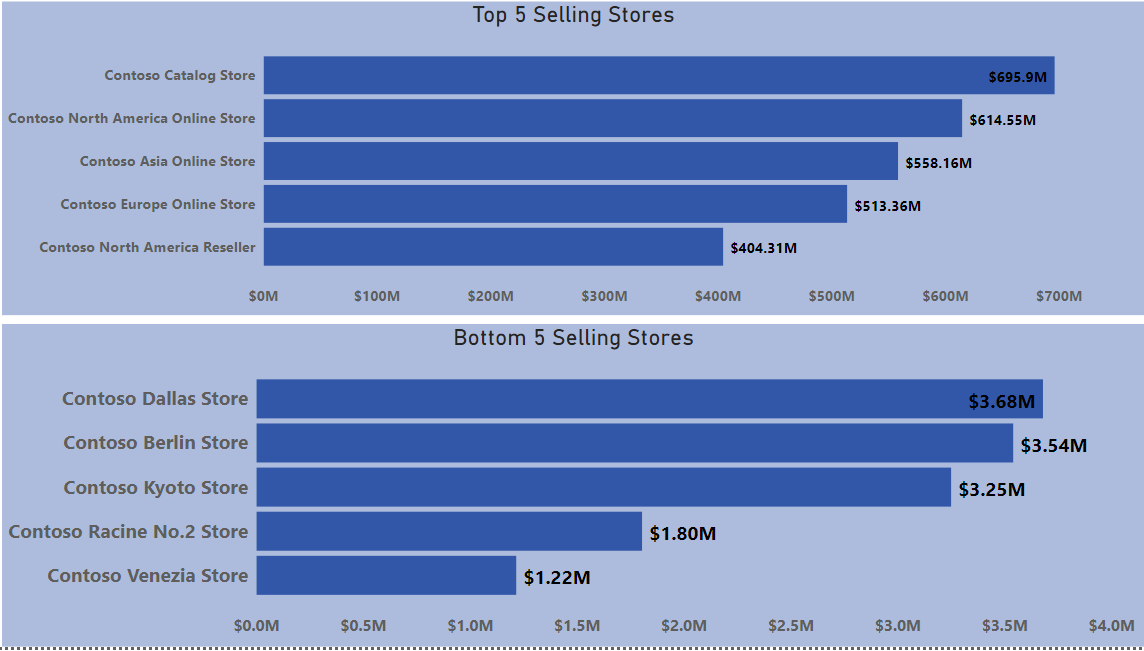 Top 5 Selling Stores
Contoso Catalog Store $695.9M
Contoso North America Online Store $614.55M
Contoso Asia Online Store $558.16M
Contoso Europe Online Store $513.36M
Contoso North America Reseller $404.31M
$0M $100M $200M $300M $400M $500M $600M $700M
Bottom 5 Selling Stores
Contoso Dallas Store $3.68M
Contoso Berlin Store $3.54M
Contoso Kyoto Store $3.25M
Contoso Racine No.2 Store $1.80M
Contoso Venezia Store $1.22M
$0.0M $0.5M $1.0M $1.5M $2.0M $2.5M $3.0M $3.5M $4.0M